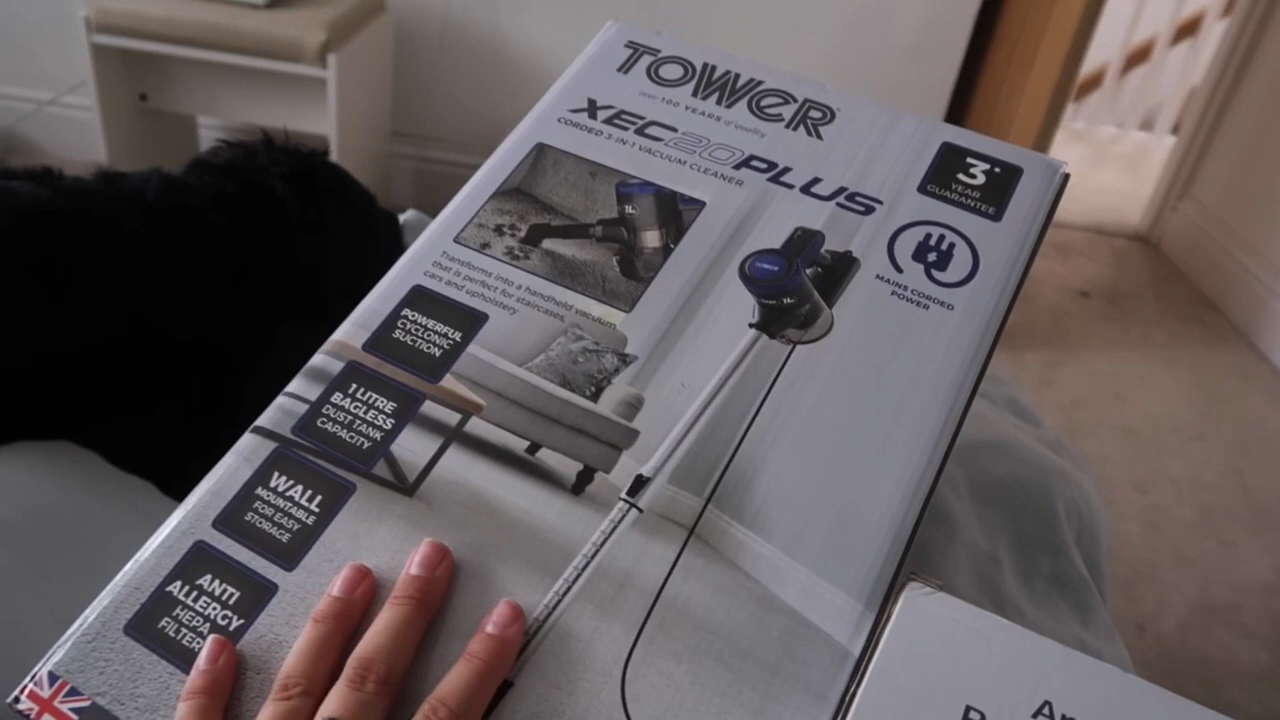 TOWER
over 100 YEARS of quality
XEC20PLUS
CORDED 3-IN-1 VACUUM CLEANER
3*
YEAR
GUARANTEE
MAINS CORDED
POWER
Transforms into a handheld vacuum
that is perfect for staircases,
cars and upholstery
TOWER
1L
POWERFUL
CYCLONIC
SUCTION
1 LITRE
BAGLESS
DUST TANK
CAPACITY
WALL
MOUNTABLE
FOR EASY
STORAGE
ANTI
ALLERGY
HEPA
FILTER